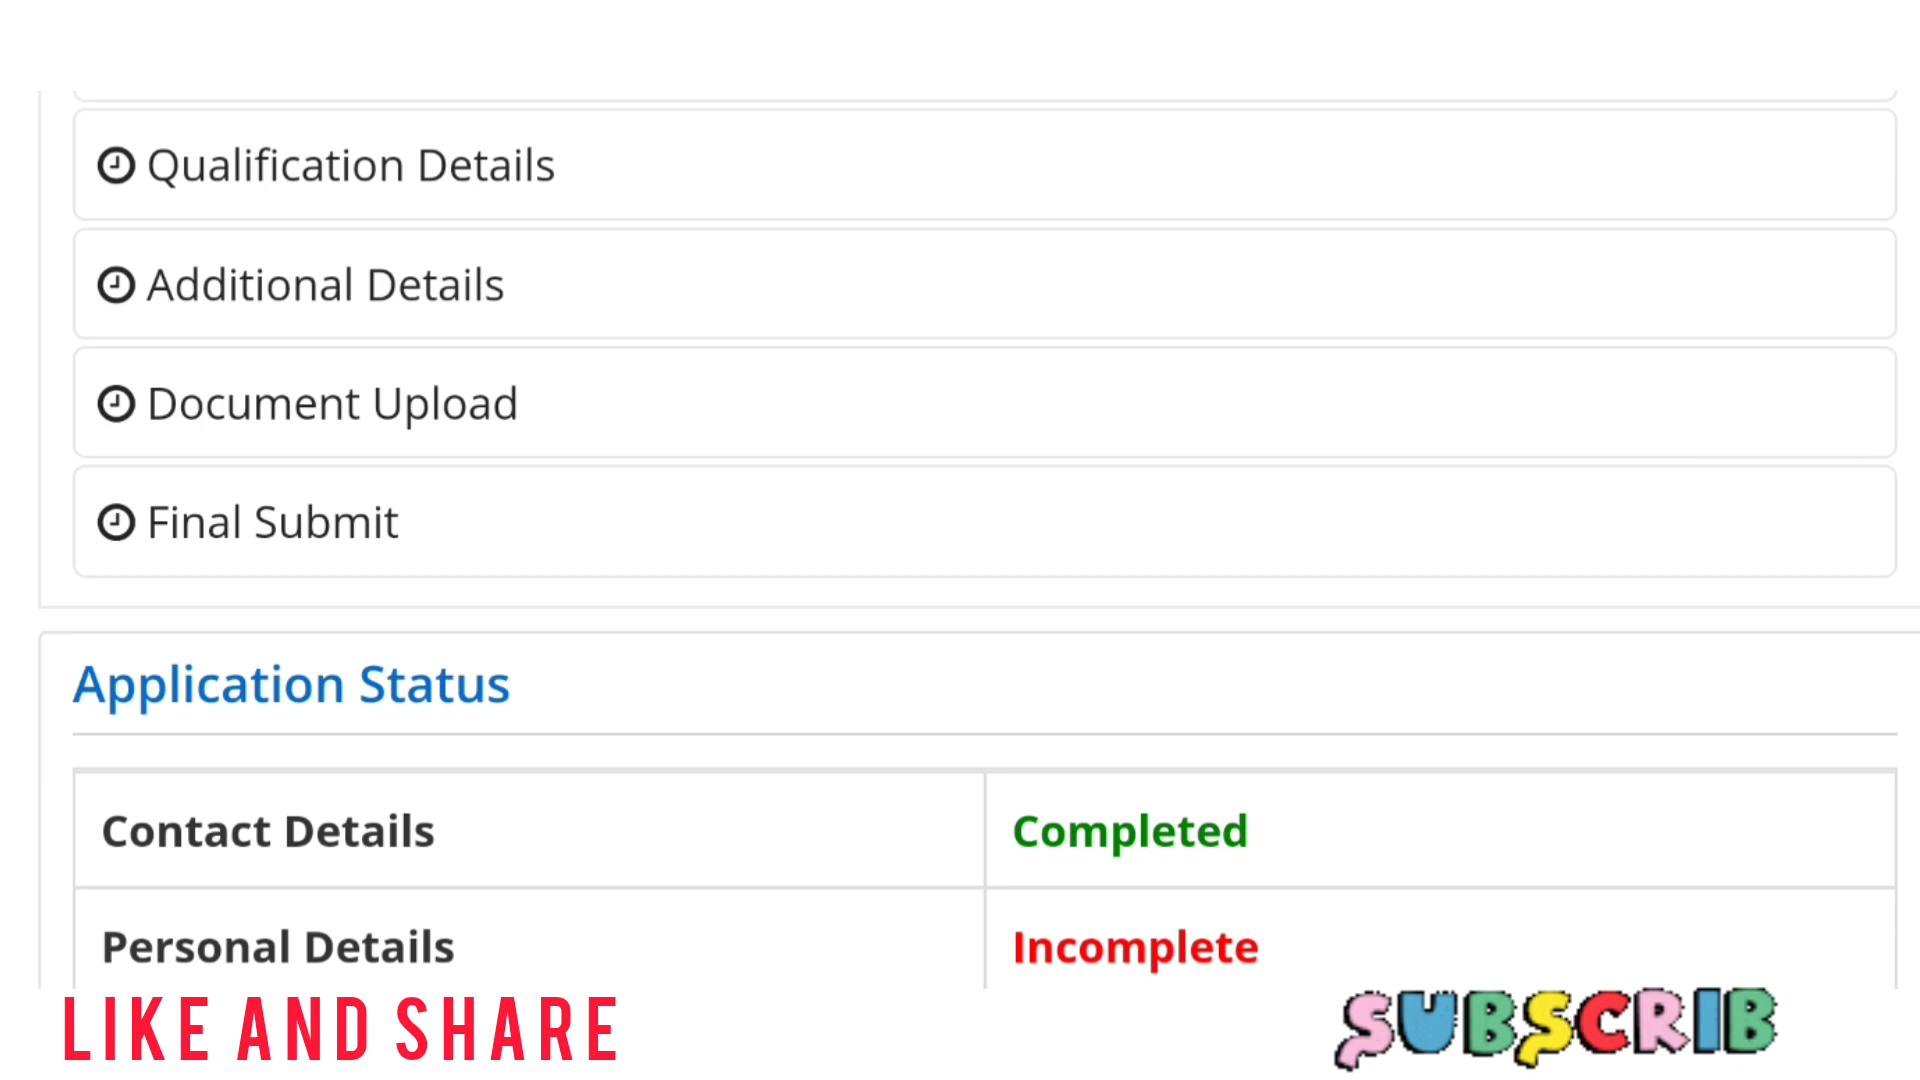 Qualification Details
Additional Details
Document Upload
Final Submit
Application Status
Contact Details Completed
Personal Details Incomplete
LIKE AND SHARE
SUBSCRIB